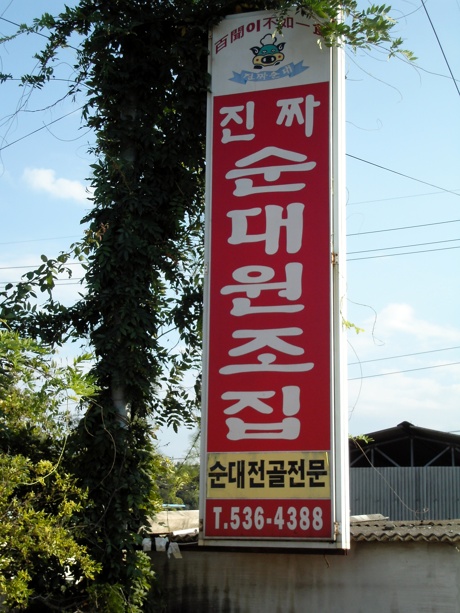 百聞이不如一
진짜
순대원조집
순대전골전문
T.536-4388